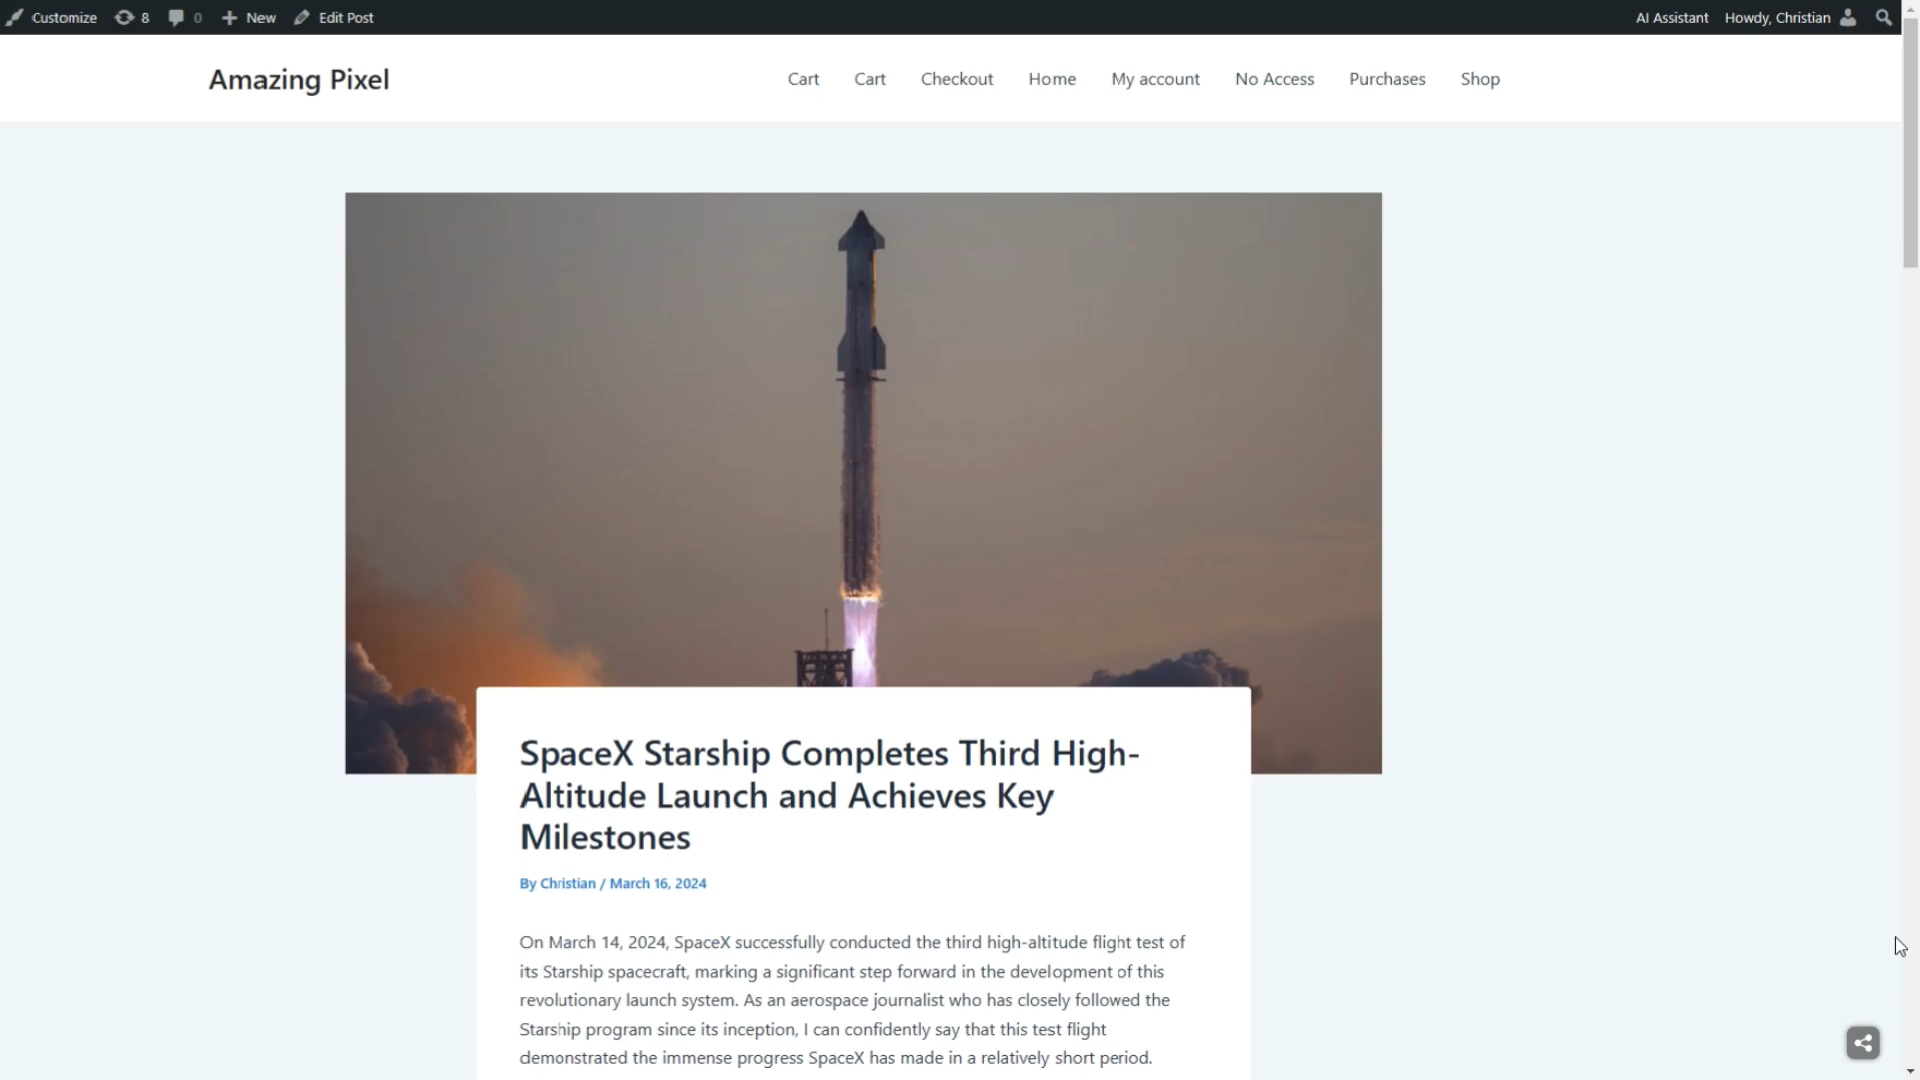 Customize 8 0 New Edit Post AI Assistant Howdy, Christian
Amazing Pixel Cart Cart Checkout Home My account No Access Purchases Shop
SpaceX Starship Completes Third High-
Altitude Launch and Achieves Key
Milestones
By Christian / March 16, 2024
On March 14, 2024, SpaceX successfully conducted the third high-altitude flight test of
its Starship spacecraft, marking a significant step forward in the development of this
revolutionary launch system. As an aerospace journalist who has closely followed the
Starship program since its inception, I can confidently say that this test flight
demonstrated the immense progress SpaceX has made in a relatively short period.